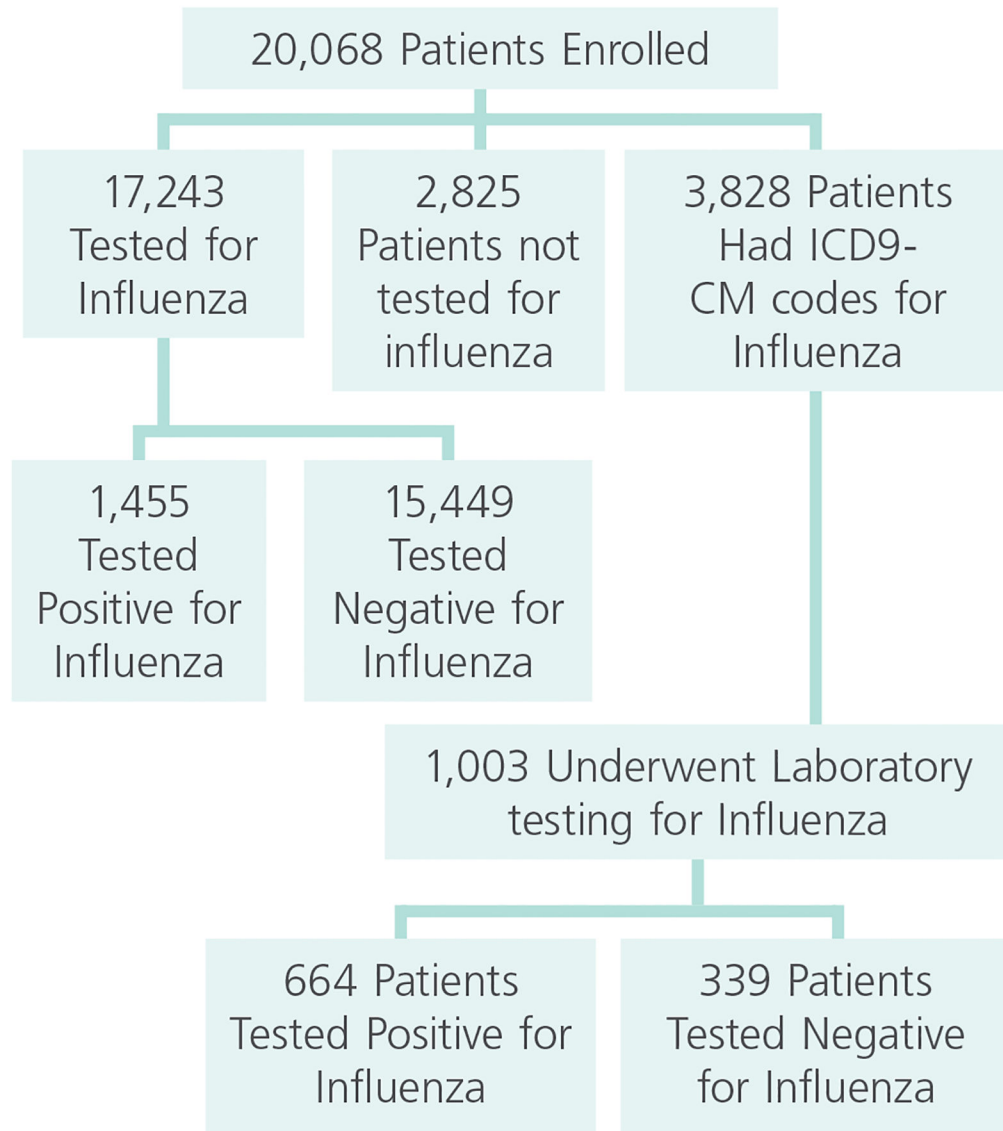 20,068 Patients Enrolled
17,243
Tested for
Influenza
2,825
Patients not
tested for
influenza
3,828 Patients
Had ICD9-
CM codes for
Influenza
1,455
Tested
Positive for
Influenza
15,449
Tested
Negative for
Influenza
1,003 Underwent Laboratory
testing for Influenza
664 Patients
Tested Positive for
Influenza
339 Patients
Tested Negative
for Influenza